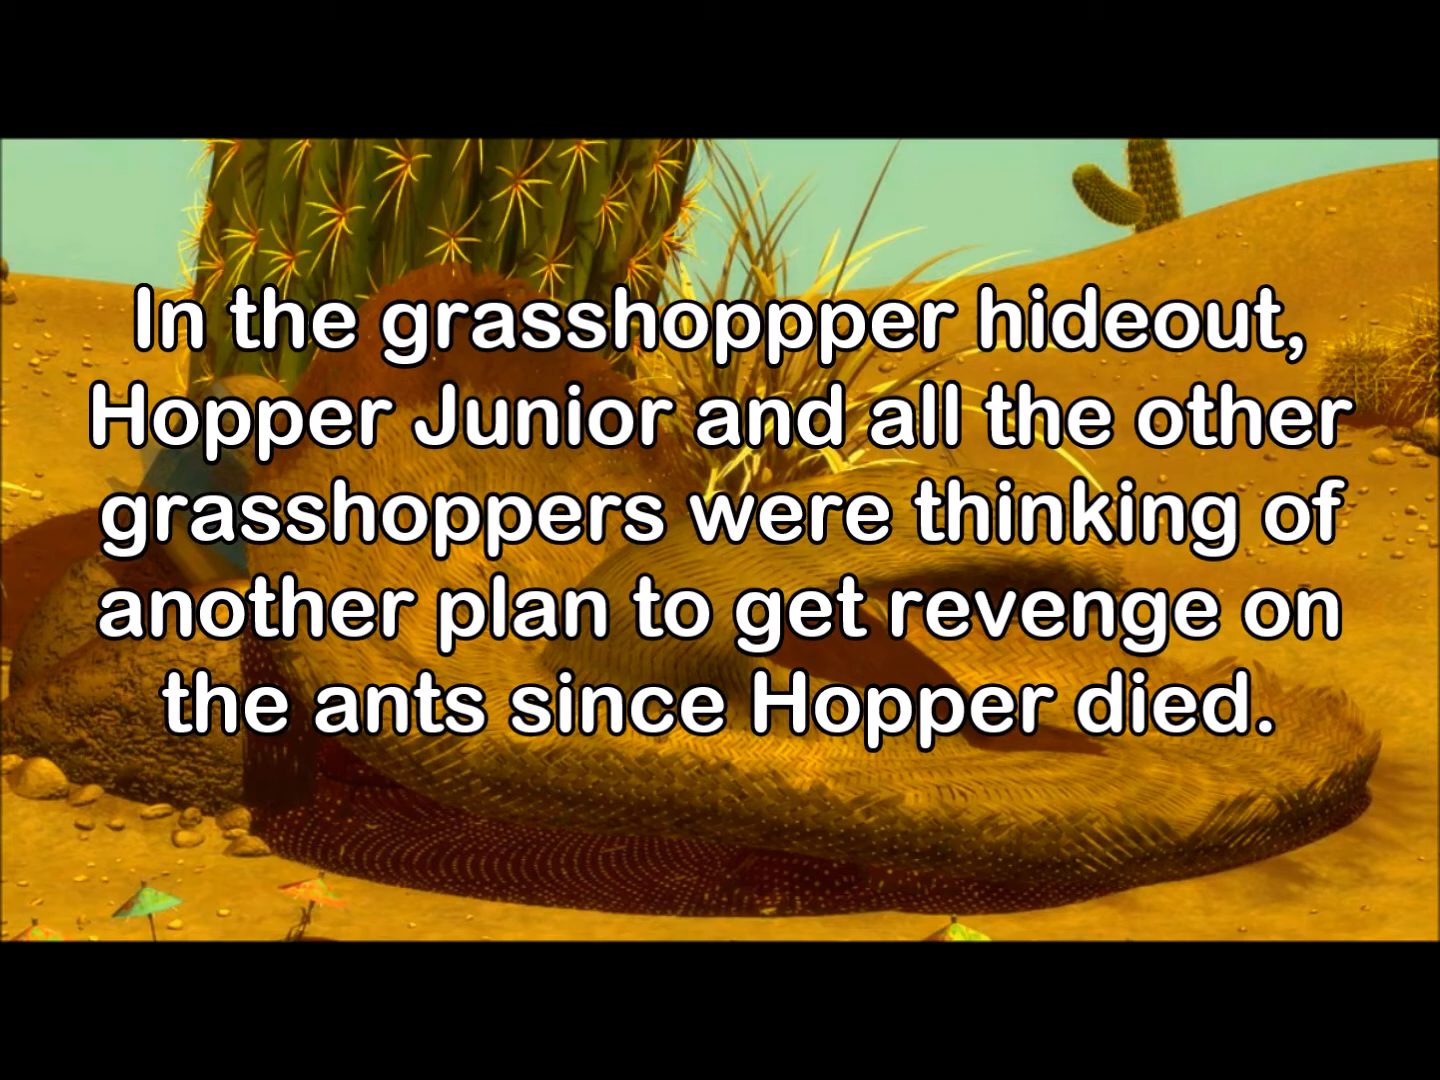 In the grasshoppper hideout,
Hopper Junior and all the other
grasshoppers were thinking of
another plan to get revenge on
the ants since Hopper died.